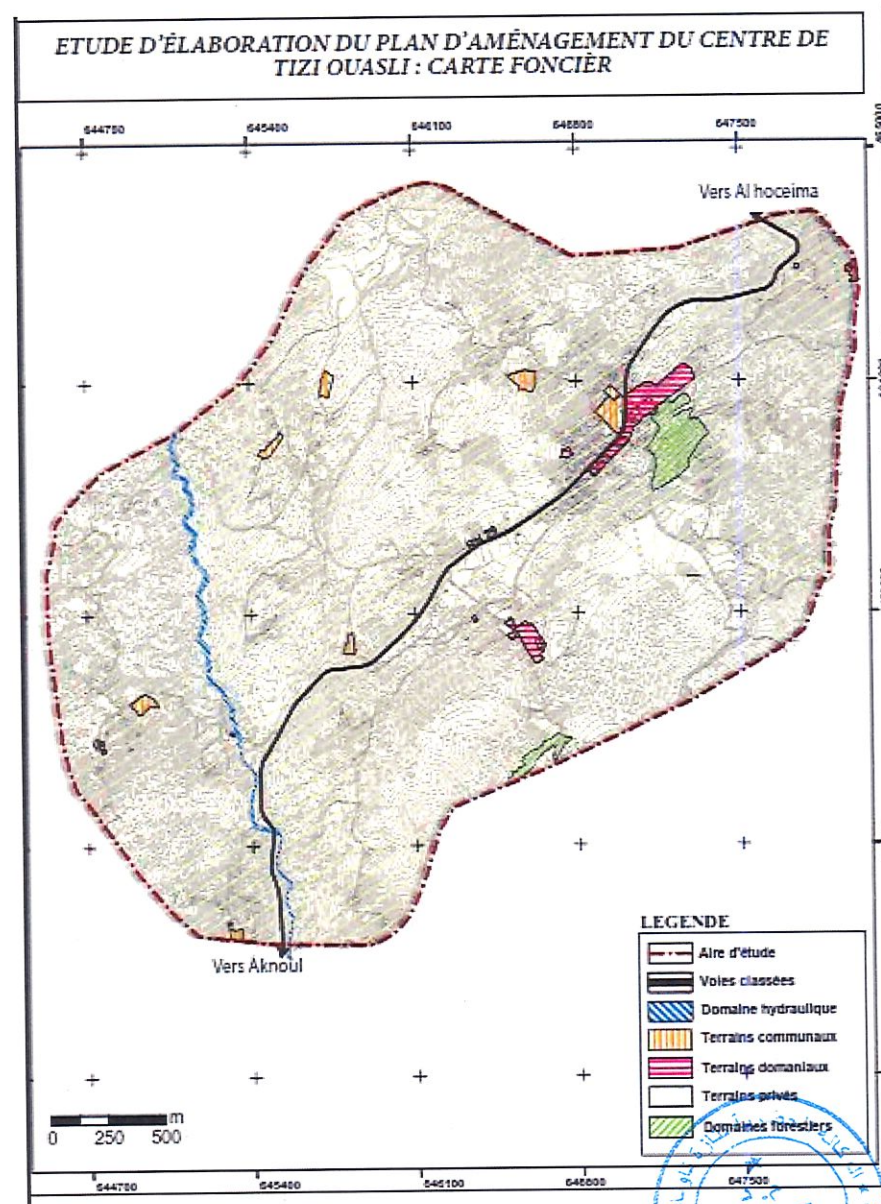 ETUDE D'ÉLABORATION DU PLAN D'AMÉNAGEMENT DU CENTRE DE
TIZI OUASLI : CARTE FONCIÈR
644700 645400 646100 646800 647500
Vers Al hoceima
Vers Aknoul
LEGENDE
Aire d'étude
Voies classées
Domaine hydraulique
Terrains communaux
Terrains domaniaux
Terrains privés
Domaines forestiers
m
0 250 500
644700 645400 646100 646800 647500